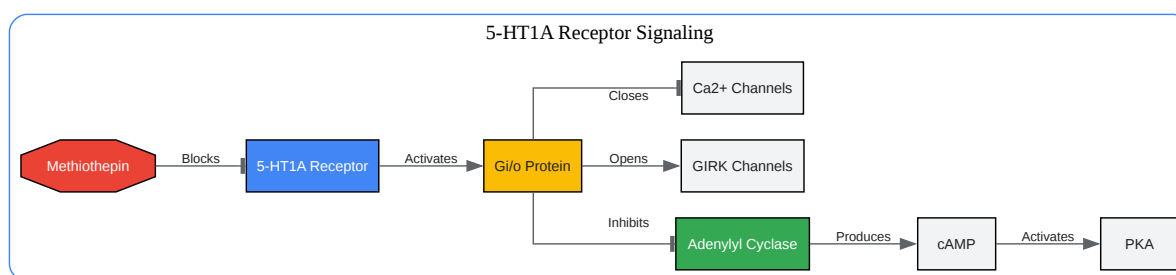 5-HT1A Receptor Signaling
Closes
Ca2+ Channels
Methiothepin
Blocks
5-HT1A Receptor
Activates
Gi/o Protein
Opens
GIRK Channels
Inhibits
Adenylyl Cyclase
Produces
cAMP
Activates
PKA